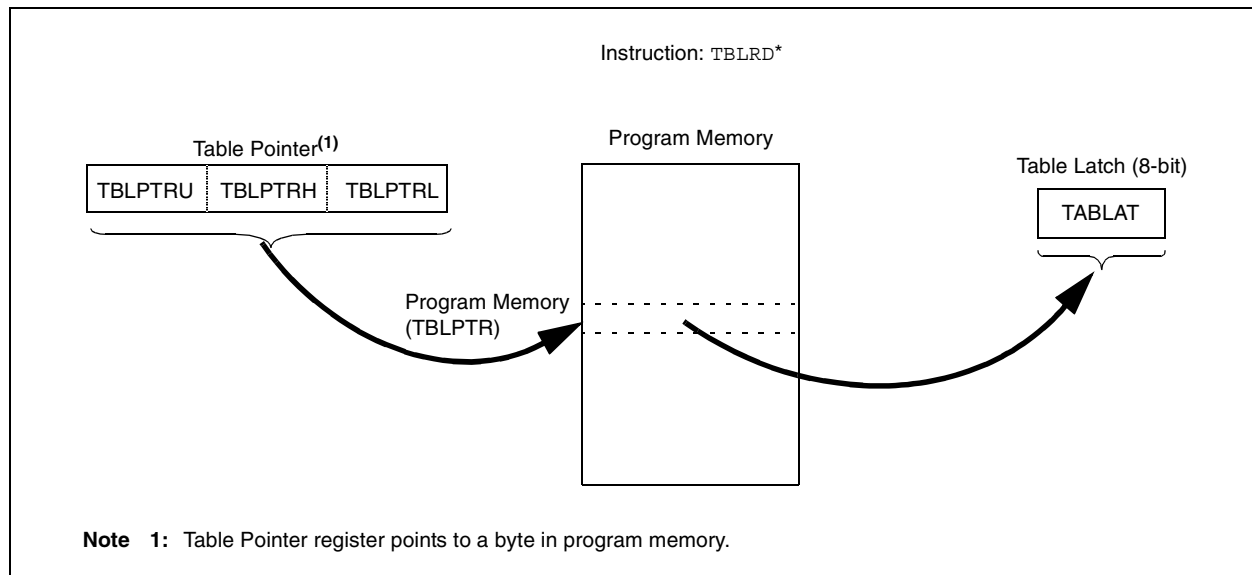 Instruction: TBLRD*
Table Pointer(1)
TBLPTRU TBLPTRH TBLPTRL
Program Memory
Table Latch (8-bit)
TABLAT
Program Memory
(TBLPTR)
Note 1: Table Pointer register points to a byte in program memory.